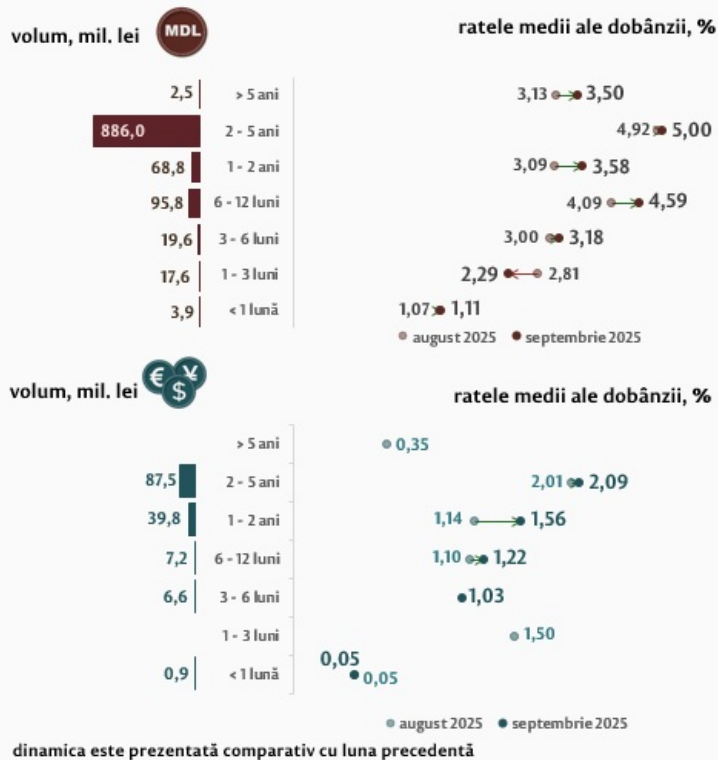 volum, mil. lei MDL ratele medii ale dobânzii, %
2,5 > 5 ani 3,13 3,50
886,0 2 - 5 ani 4,92 5,00
68,8 1 - 2 ani 3,09 3,58
95,8 6 - 12 luni 4,09 4,59
19,6 3 - 6 luni 3,00 3,18
17,6 1 - 3 luni 2,29 2,81
3,9 < 1 lună 1,07 1,11
august 2025 septembrie 2025
volum, mil. lei € ¥ $ ratele medii ale dobânzii, %
> 5 ani 0,35
87,5 2 - 5 ani 2,01 2,09
39,8 1 - 2 ani 1,14 1,56
7,2 6 - 12 luni 1,10 1,22
6,6 3 - 6 luni 1,03
1 - 3 luni 1,50
0,05
0,9 < 1 lună 0,05
august 2025 septembrie 2025
dinamica este prezentată comparativ cu luna precedentă